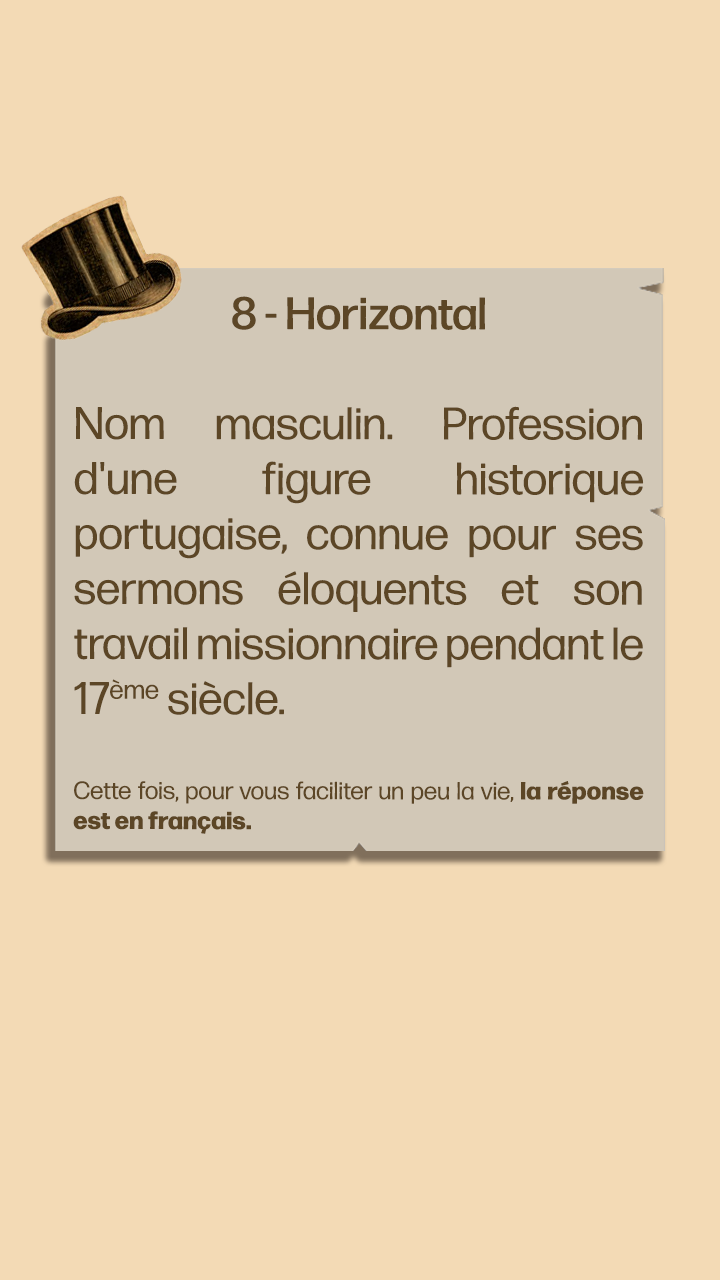 8 - Horizontal
Nom masculin. Profession
d'une figure historique
portugaise, connue pour ses
sermons éloquents et son
travail missionnaire pendant le
17ème siècle.
Cette fois, pour vous faciliter un peu la vie, la réponse
est en français.